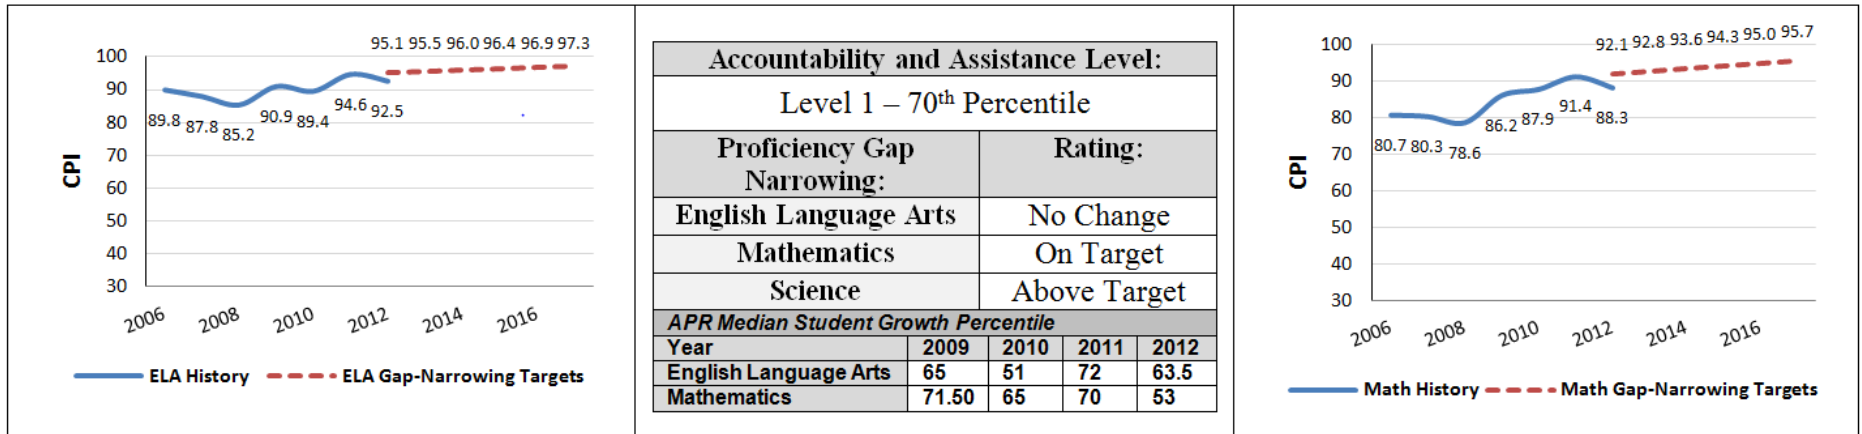 95.1 95.5 96.0 96.4 96.9 97.3
100
90
80
70
60
50
40
30
CPI
89.8 87.8 85.2 90.9 89.4 94.6 92.5
2006 2008 2010 2012 2014 2016
ELA History ELA Gap-Narrowing Targets
Accountability and Assistance Level:
Level 1 – 70th Percentile
Proficiency Gap Narrowing: Rating:
English Language Arts No Change
Mathematics On Target
Science Above Target
APR Median Student Growth Percentile
Year 2009 2010 2011 2012
English Language Arts 65 51 72 63.5
Mathematics 71.50 65 70 53
92.1 92.8 93.6 94.3 95.0 95.7
100
90
80
70
60
50
40
30
CPI
80.7 80.3 78.6 86.2 87.9 91.4 88.3
2006 2008 2010 2012 2014 2016
Math History Math Gap-Narrowing Targets